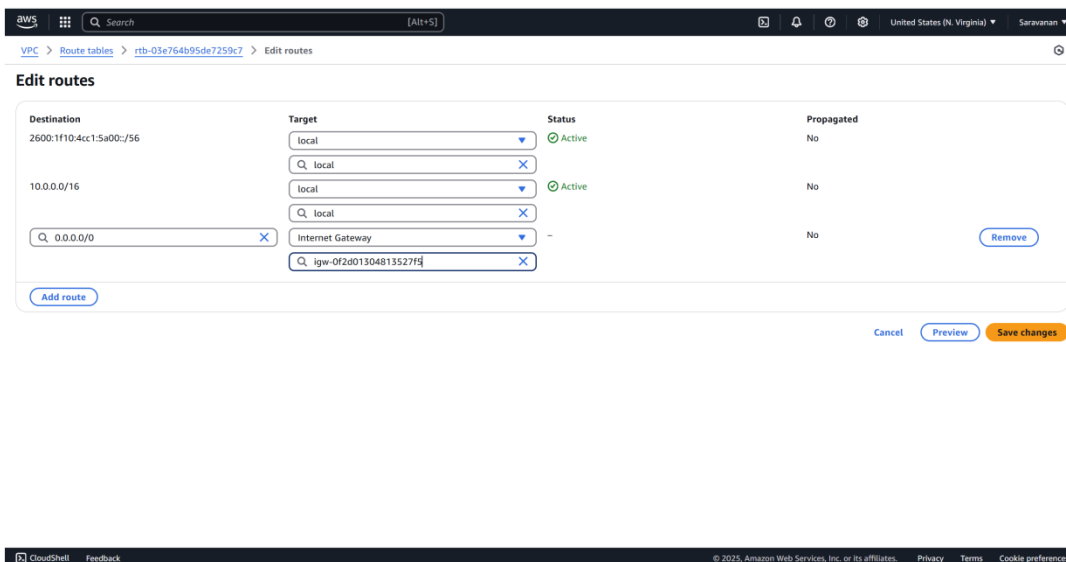 aws Search [Alt+S] United States (N. Virginia) Saravanan
VPC > Route tables > rtb-03e764b95de7259c7 > Edit routes
Edit routes
Destination Target Status Propagated
2600:1f10:4cc1:5a00::/56 local Active No
local
10.0.0.0/16 local Active No
local
0.0.0.0/0 Internet Gateway – No Remove
igw-0f2d01304813527f5
Add route
Cancel Preview Save changes
CloudShell Feedback © 2025, Amazon Web Services, Inc. or its affiliates. Privacy Terms Cookie preferences